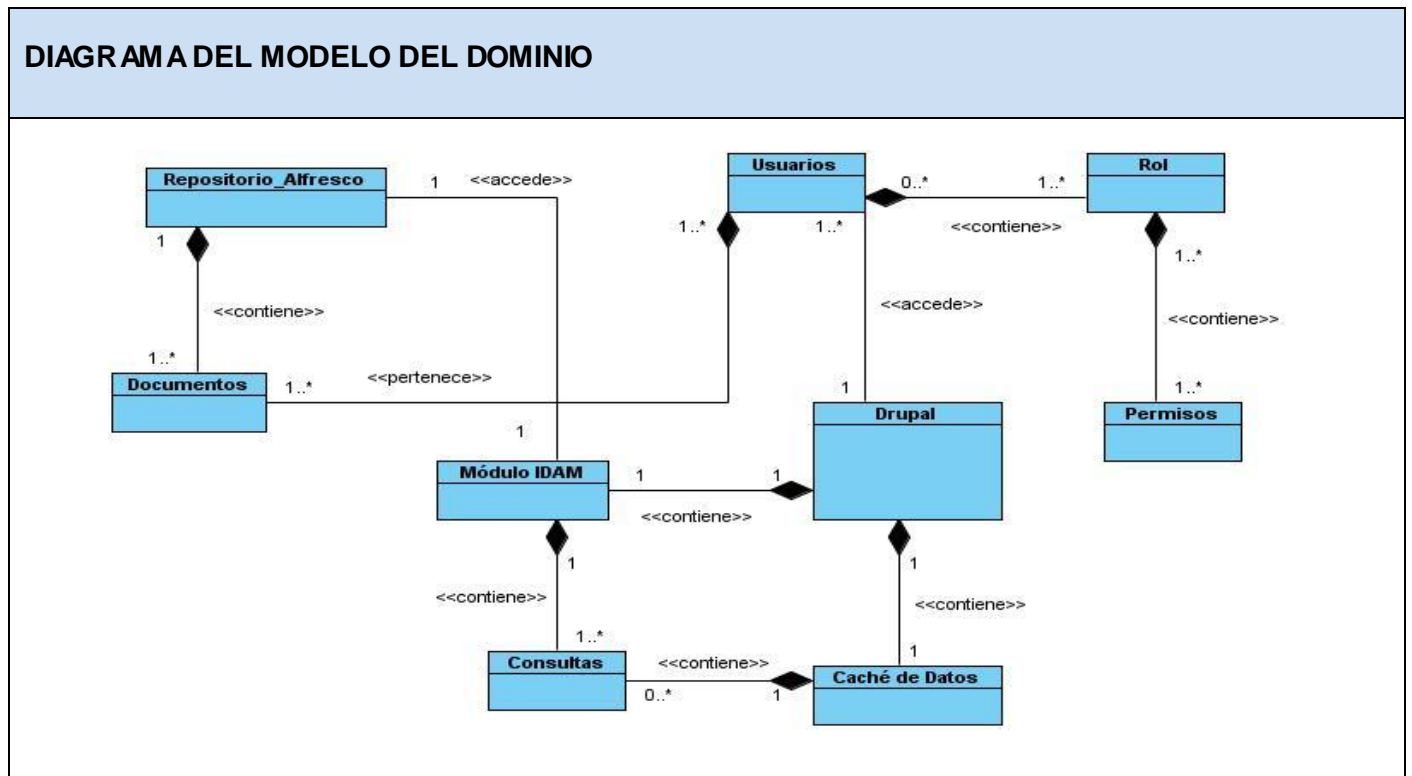 DIAGRAMA DEL MODELO DEL DOMINIO
Repositorio_Alfresco
1
<<accede>>
Usuarios
0..*
1..*
Rol
1
1..*
1..*
<<contiene>>
1..*
<<contiene>>
<<accede>>
<<contiene>>
1..*
Documentos
1..*
<<pertenece>>
1
1..*
Drupal
Permisos
1
Módulo IDAM
1
1
<<contiene>>
1
1
<<contiene>>
<<contiene>>
1..*
1
Consultas
<<contiene>>
Caché de Datos
0..*
1